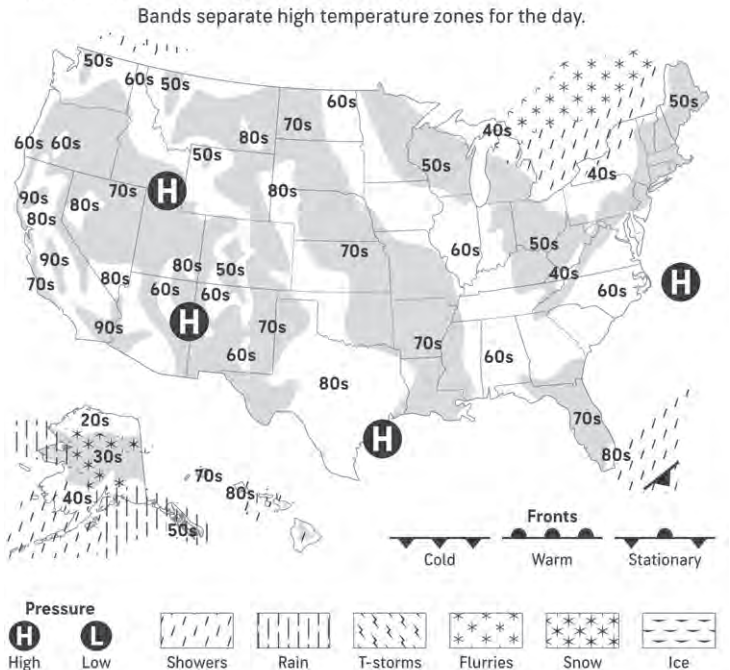 Bands separate high temperature zones for the day.
50s
60s 50s
60s
50s
70s
80s
40s
60s 60s
50s
50s
40s
70s H
90s
80s
80s
80s
70s
60s
50s
90s
80s 50s
40s
70s
80s
60s 60s
60s
H
H
90s
70s
60s
70s
60s
80s
70s
H
20s
30s
80s
70s
40s
80s
50s
Fronts
Cold
Warm
Stationary
Pressure
H
L
High
Low
Showers
Rain
T-storms
Flurries
Snow
Ice